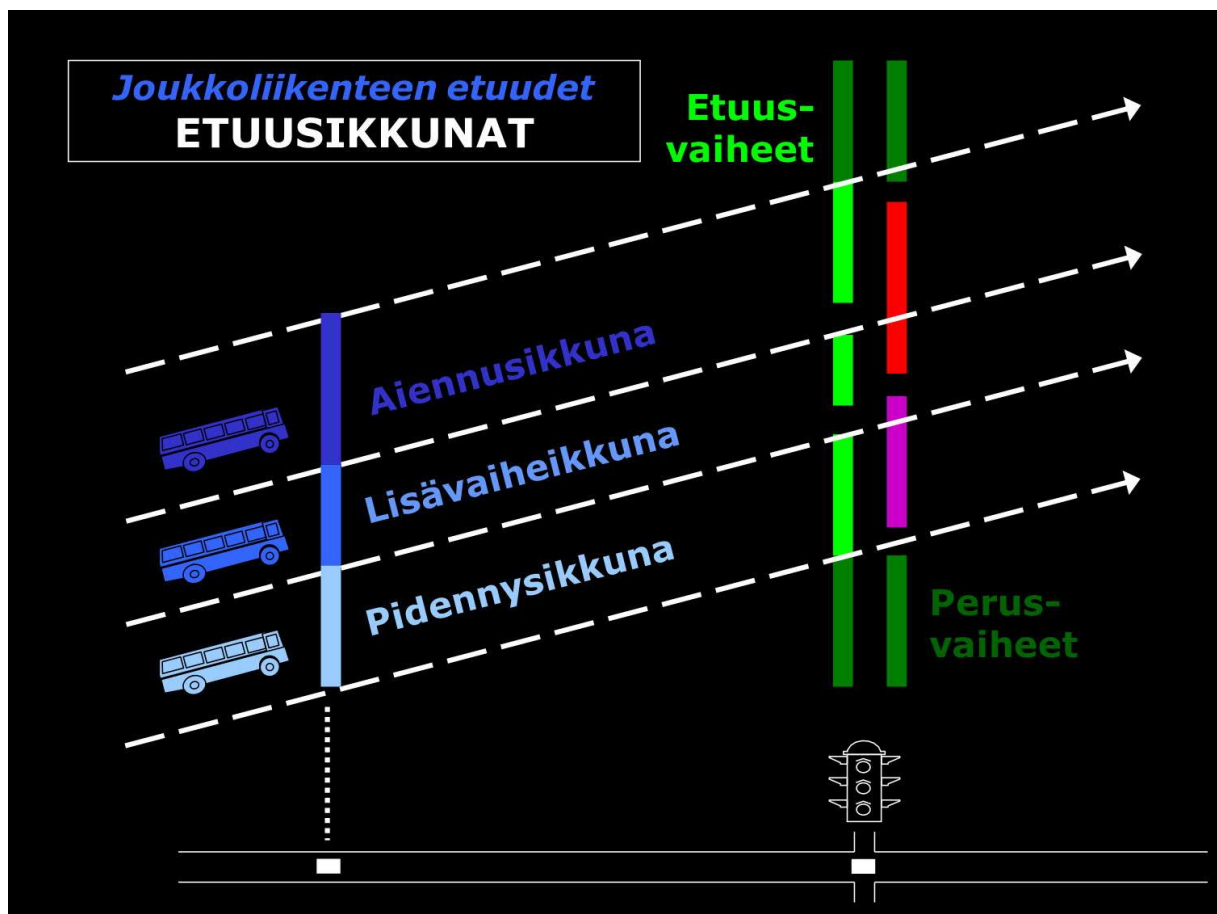 Joukkoliikenteen etuudet
ETUUSIKKUNAT
Etuus-
vaiheet
Aiennusikkuna
Lisävaiheikkuna
Pidennysikkuna
Perus-
vaiheet